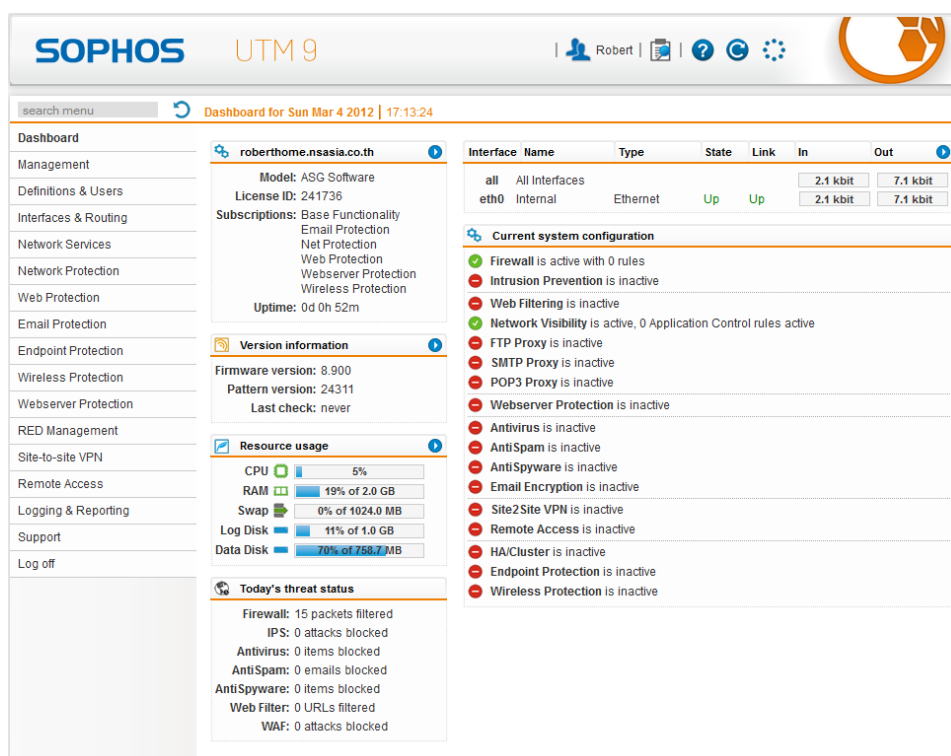 SOPHOS UTM 9
Robert
search menu
Dashboard for Sun Mar 4 2012 | 17:13:24
Dashboard
Management
Definitions & Users
Interfaces & Routing
Network Services
Network Protection
Web Protection
Email Protection
Endpoint Protection
Wireless Protection
Webserver Protection
RED Management
Site-to-site VPN
Remote Access
Logging & Reporting
Support
Log off
roberthome.nsasia.co.th
Model: ASG Software
License ID: 241736
Subscriptions: Base Functionality
Email Protection
Net Protection
Web Protection
Webserver Protection
Wireless Protection
Uptime: 0d 0h 52m
Version information
Firmware version: 8.900
Pattern version: 24311
Last check: never
Resource usage
CPU 5%
RAM 19% of 2.0 GB
Swap 0% of 1024.0 MB
Log Disk 11% of 1.0 GB
Data Disk 70% of 758.7 MB
Today's threat status
Firewall: 15 packets filtered
IPS: 0 attacks blocked
Antivirus: 0 items blocked
AntiSpam: 0 emails blocked
AntiSpyware: 0 items blocked
Web Filter: 0 URLs filtered
WAF: 0 attacks blocked
Interface Name Type State Link In Out
all All Interfaces 2.1 kbit 7.1 kbit
eth0 Internal Ethernet Up Up 2.1 kbit 7.1 kbit
Current system configuration
Firewall is active with 0 rules
Intrusion Prevention is inactive
Web Filtering is inactive
Network Visibility is active, 0 Application Control rules active
FTP Proxy is inactive
SMTP Proxy is inactive
POP3 Proxy is inactive
Webserver Protection is inactive
Antivirus is inactive
AntiSpam is inactive
AntiSpyware is inactive
Email Encryption is inactive
Site2Site VPN is inactive
Remote Access is inactive
HA/Cluster is inactive
Endpoint Protection is inactive
Wireless Protection is inactive